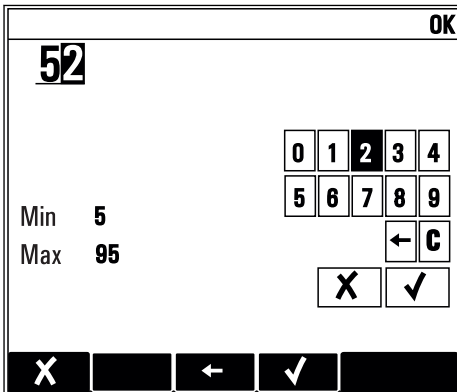 OK
52
0 1 2 3 4
5 6 7 8 9
Min 5
← C
Max 95
✗ ✓
✗ ← ✓